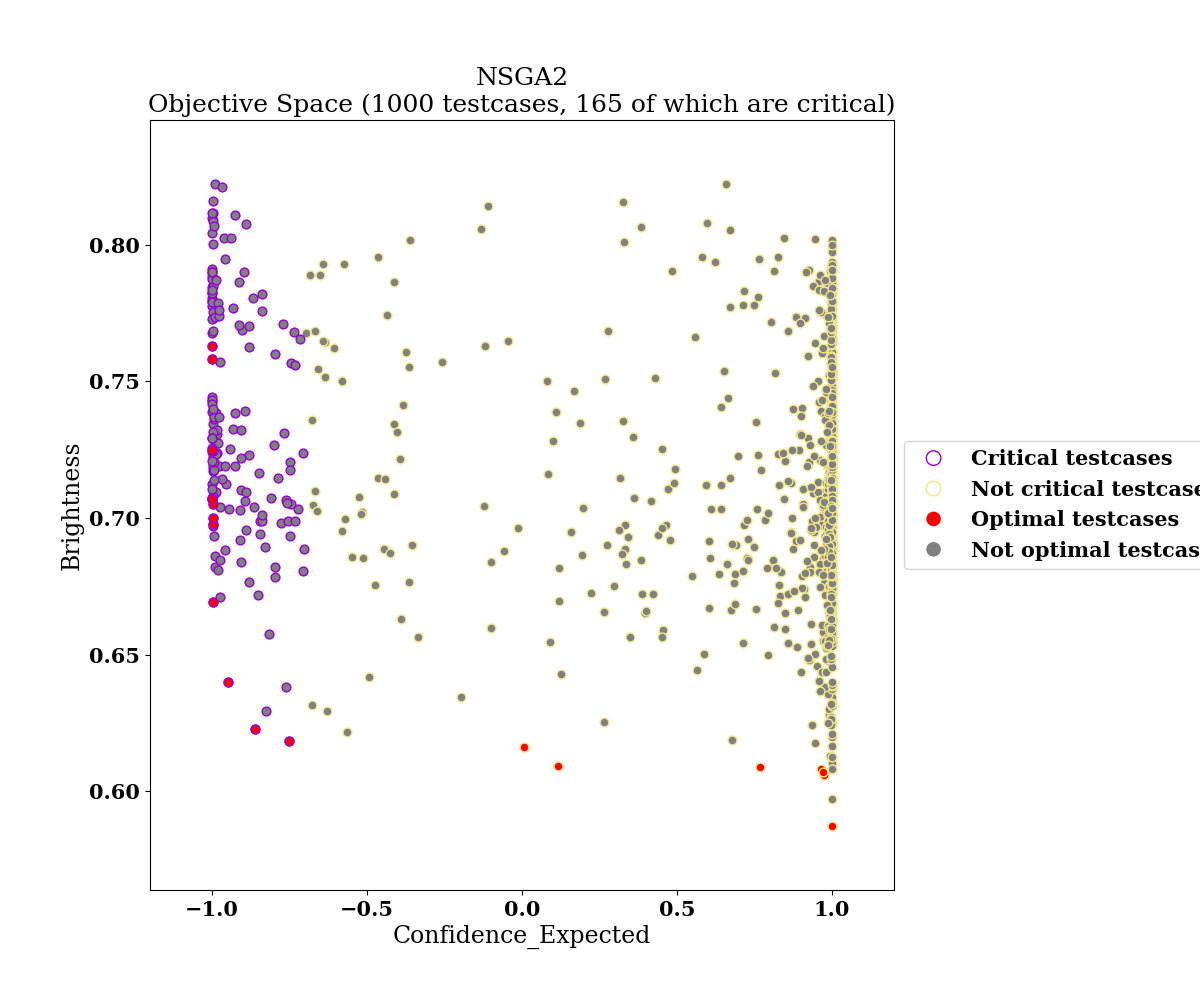 NSGA2
Objective Space (1000 testcases, 165 of which are critical)
0.80
0.75
0.70
0.65
0.60
Brightness
−1.0 −0.5 0.0 0.5 1.0
Confidence_Expected
Critical testcases
Not critical testcase
Optimal testcases
Not optimal testcas